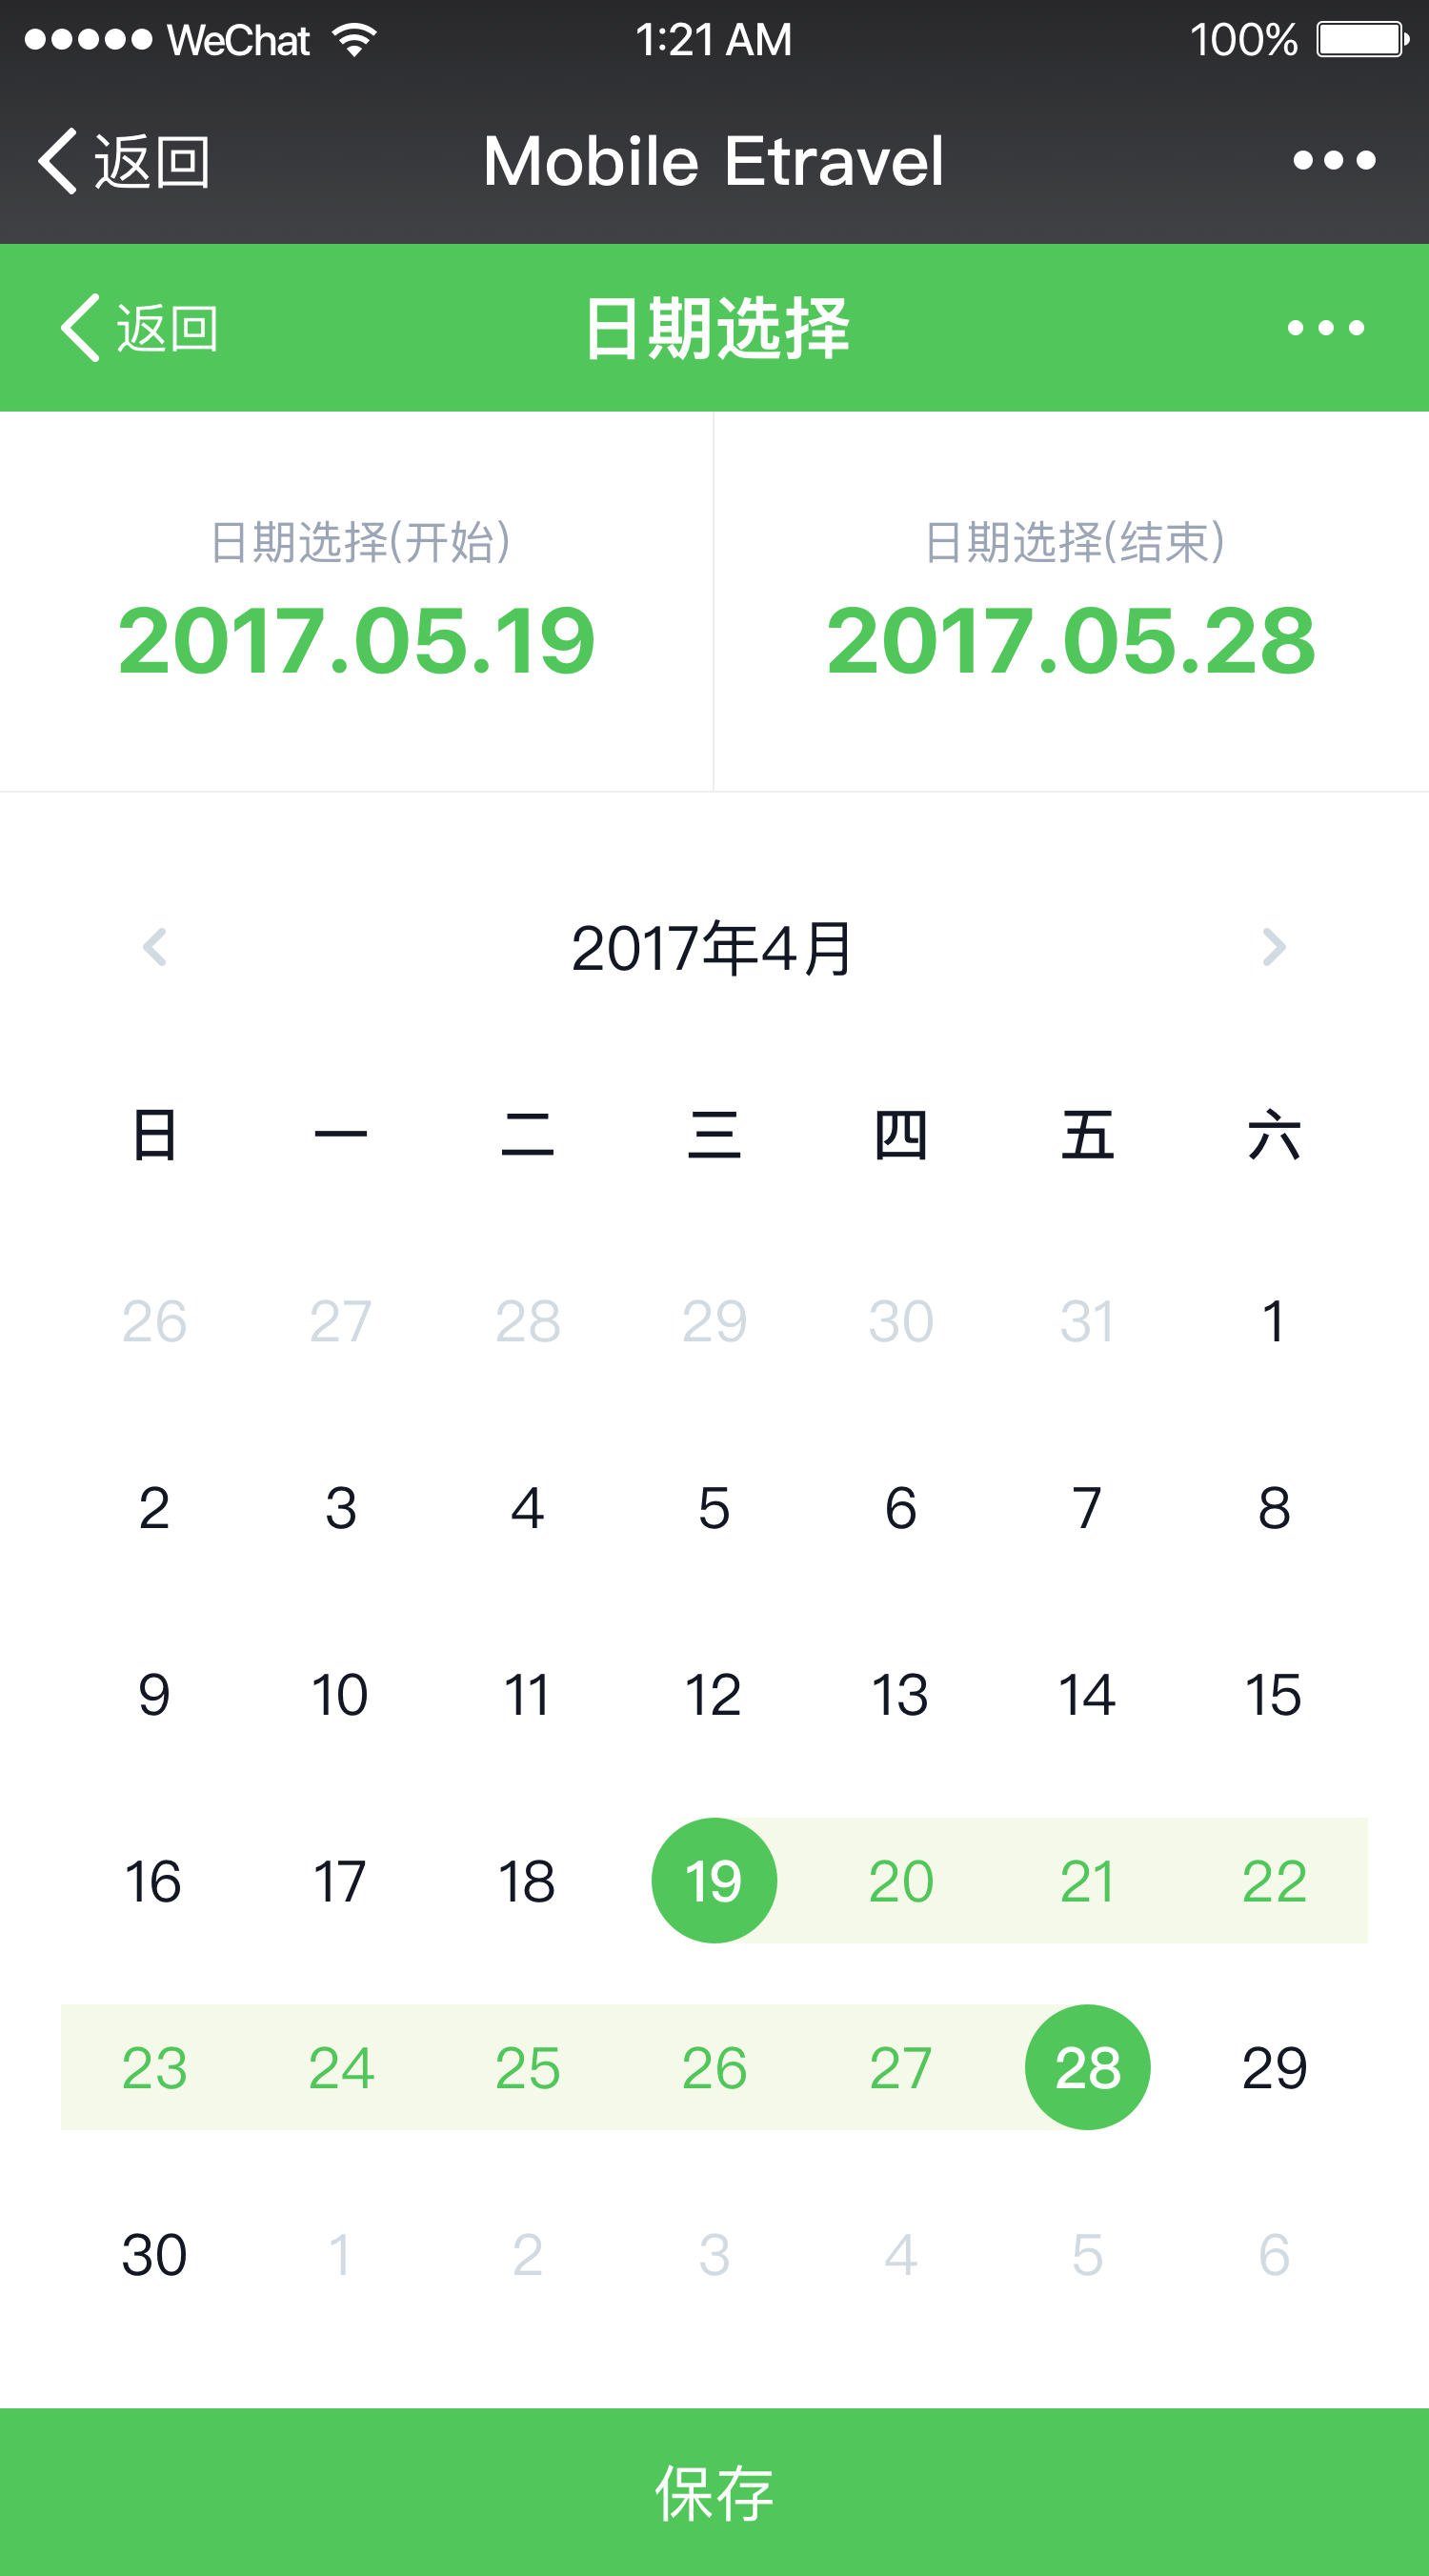 WeChat 1:21 AM 100%
返回 Mobile Etravel
返回 日期选择
日期选择(开始) 日期选择(结束)
2017.05.19 2017.05.28
2017年4月
日 一 二 三 四 五 六
26 27 28 29 30 31 1
2 3 4 5 6 7 8
9 10 11 12 13 14 15
16 17 18 19 20 21 22
23 24 25 26 27 28 29
30 1 2 3 4 5 6
保存